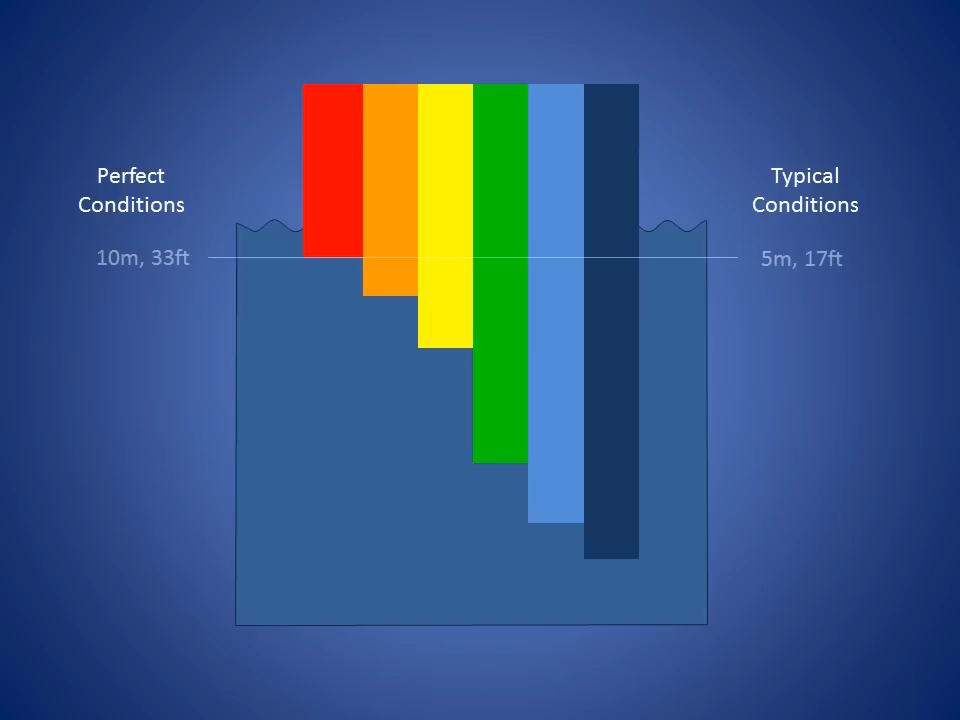 Perfect
Conditions
10m, 33ft
Typical
Conditions
5m, 17ft